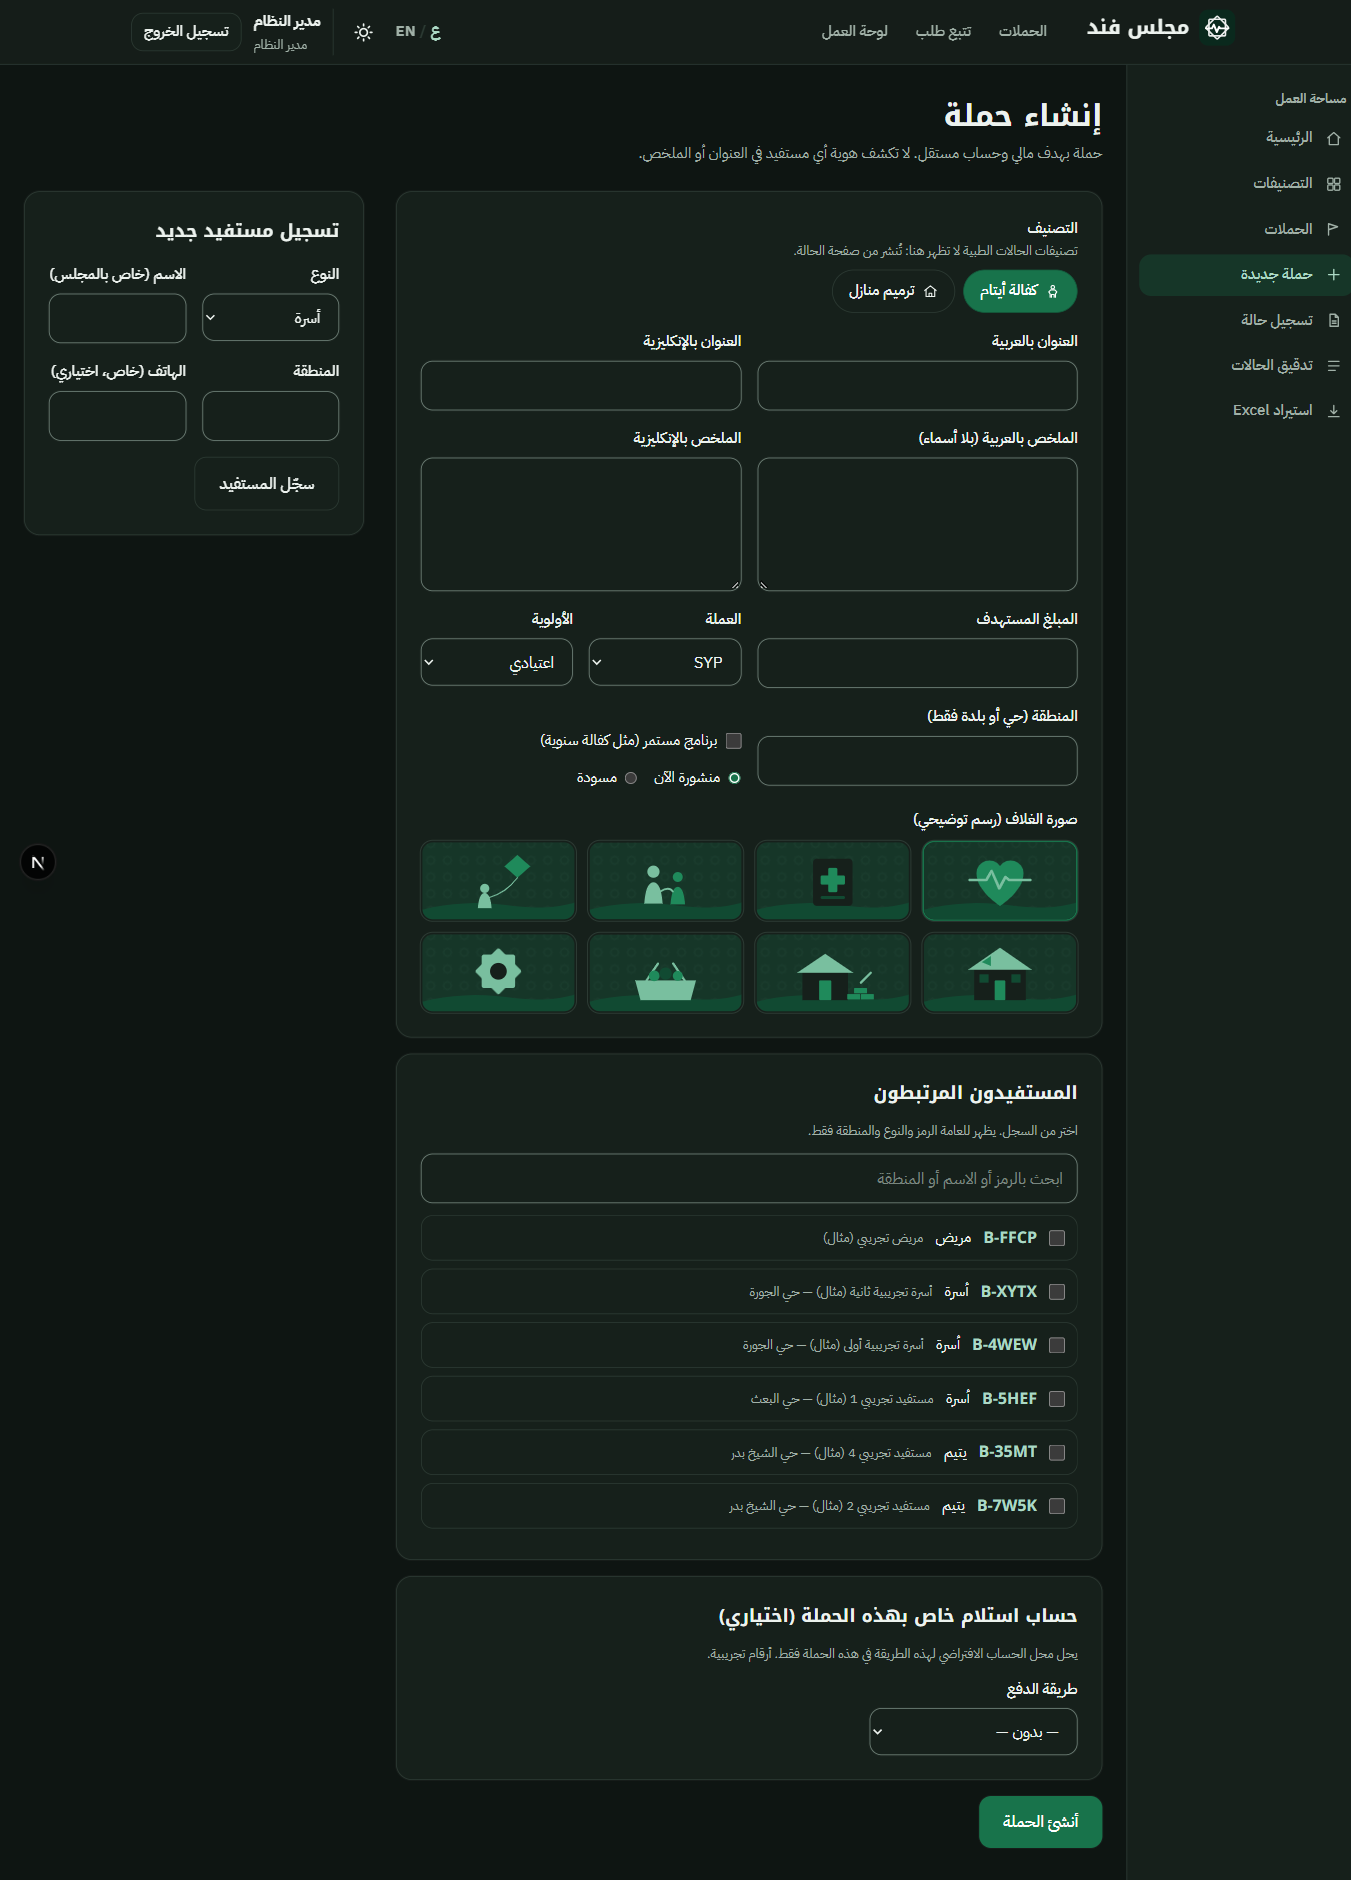 مجلس فند
الحملات
تتبع طلب
لوحة العمل
ع / EN
مدير النظام
مدير النظام
تسجيل الخروج
مساحة العمل
الرئيسية
التصنيفات
الحملات
حملة جديدة
تسجيل حالة
تدقيق الحالات
استيراد Excel
إنشاء حملة
حملة بهدف مالي وحساب مستقل. لا تكشف هوية أي مستفيد في العنوان أو الملخص.
التصنيف
تصنيفات الحالات الطبية لا تظهر هنا: تُنشر من صفحة الحالة.
كفالة أيتام
ترميم منازل
العنوان بالعربية
العنوان بالإنكليزية
الملخص بالعربية (بلا أسماء)
الملخص بالإنكليزية
المبلغ المستهدف
العملة
الأولوية
SYP
اعتيادي
المنطقة (حي أو بلدة فقط)
برنامج مستمر (مثل كفالة سنوية)
منشورة الآن
مسودة
صورة الغلاف (رسم توضيحي)
المستفيدون المرتبطون
اختر من السجل. يظهر للعامة الرمز والنوع والمنطقة فقط.
ابحث بالرمز أو الاسم أو المنطقة
B-FFCP مريض مريض تجريبي (مثال)
B-XYTX أسرة أسرة تجريبية ثانية (مثال) — حي الجورة
B-4WEW أسرة أسرة تجريبية أولى (مثال) — حي الجورة
B-5HEF أسرة مستفيد تجريبي 1 (مثال) — حي البعث
B-35MT يتيم مستفيد تجريبي 4 (مثال) — حي الشيخ بدر
B-7W5K يتيم مستفيد تجريبي 2 (مثال) — حي الشيخ بدر
حساب استلام خاص بهذه الحملة (اختياري)
يحل محل الحساب الافتراضي لهذه الطريقة في هذه الحملة فقط. أرقام تجريبية.
طريقة الدفع
— بدون —
أنشئ الحملة
تسجيل مستفيد جديد
النوع
الاسم (خاص بالمجلس)
أسرة
المنطقة
الهاتف (خاص، اختياري)
سجّل المستفيد
N